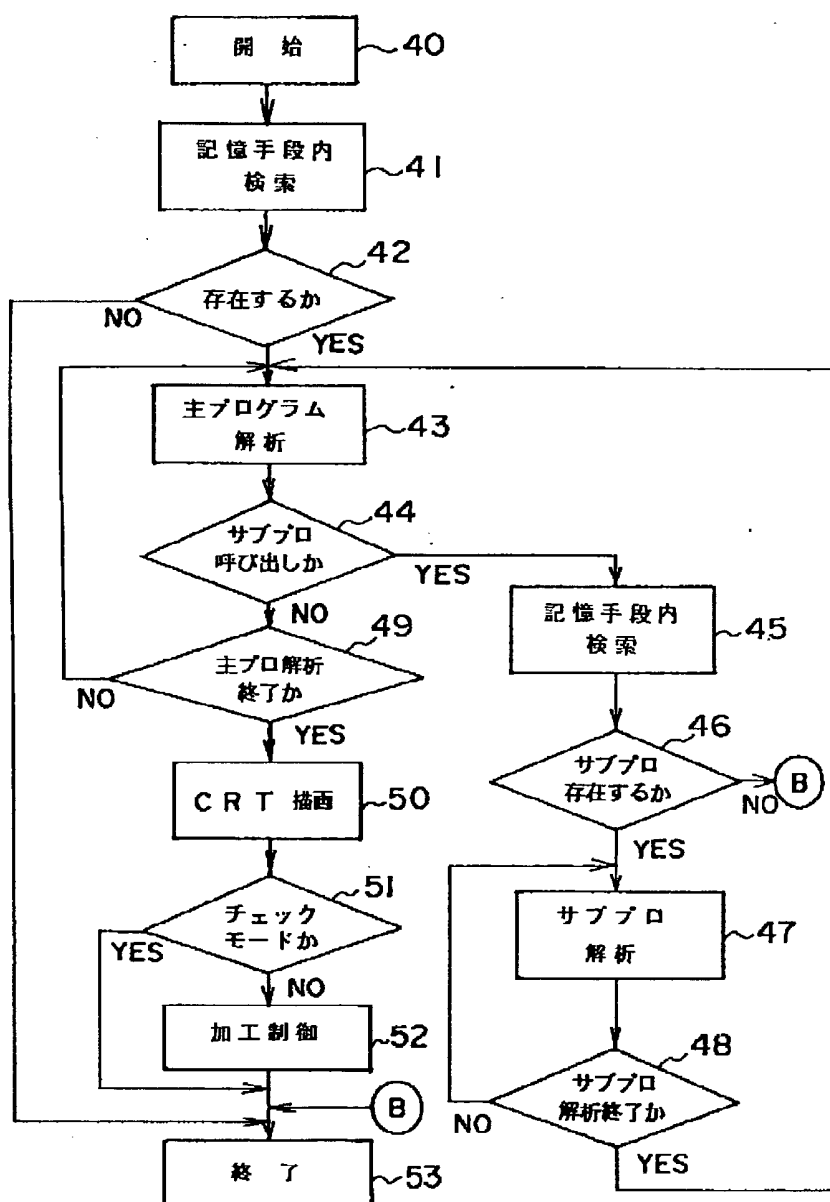 開始
40
記憶手段内
検索
41
42
存在するか
NO
YES
主プログラム
解析
43
44
サブプロ
呼び出しか
YES
NO
記憶手段内
検索
45
49
主プロ解析
終了か
NO
YES
46
サブプロ
存在するか
NO
B
YES
CRT 描画
50
51
チェック
モードか
YES
NO
サブプロ
解析
47
加工制御
52
48
サブプロ
解析終了か
NO
YES
B
終了
53